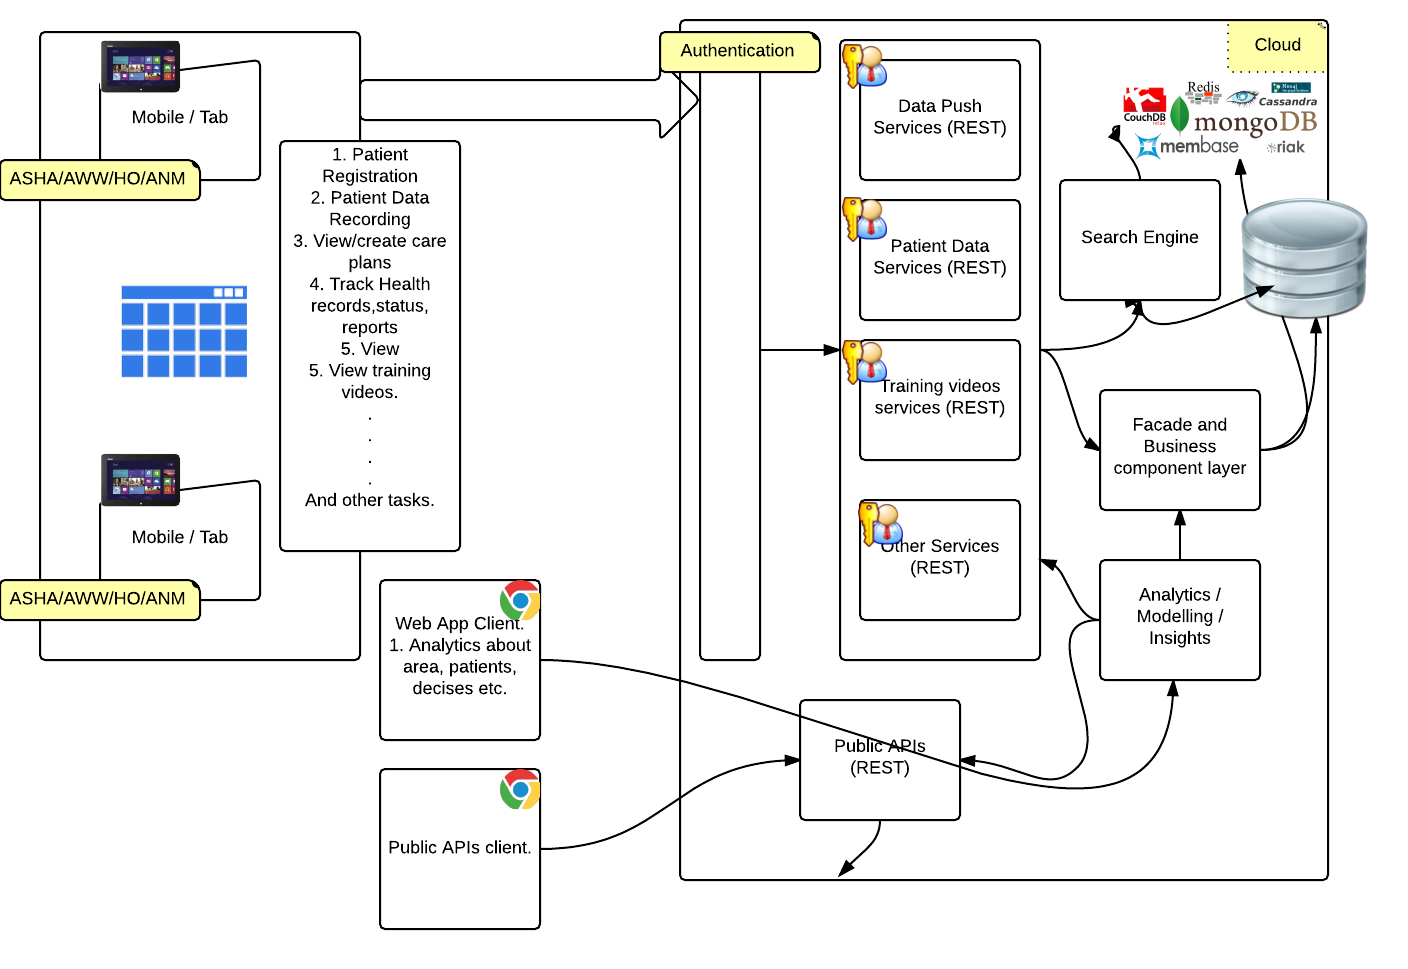 Mobile / Tab
ASHA/AWW/HO/ANM
1. Patient
Registration
2. Patient Data
Recording
3. View/create care
plans
4. Track Health
records,status,
reports
5. View
5. View training
videos.
.
.
.
.
And other tasks.
Mobile / Tab
ASHA/AWW/HO/ANM
Web App Client.
1. Analytics about
area, patients,
decises etc.
Public APIs client.
Authentication
Cloud
Data Push
Services (REST)
Patient Data
Services (REST)
Training videos
services (REST)
Other Services
(REST)
Public APIs
(REST)
CouchDB
relax
Redis
Neo4j
Cassandra
mongoDB
membase
riak
Search Engine
Facade and
Business
component layer
Analytics /
Modelling /
Insights